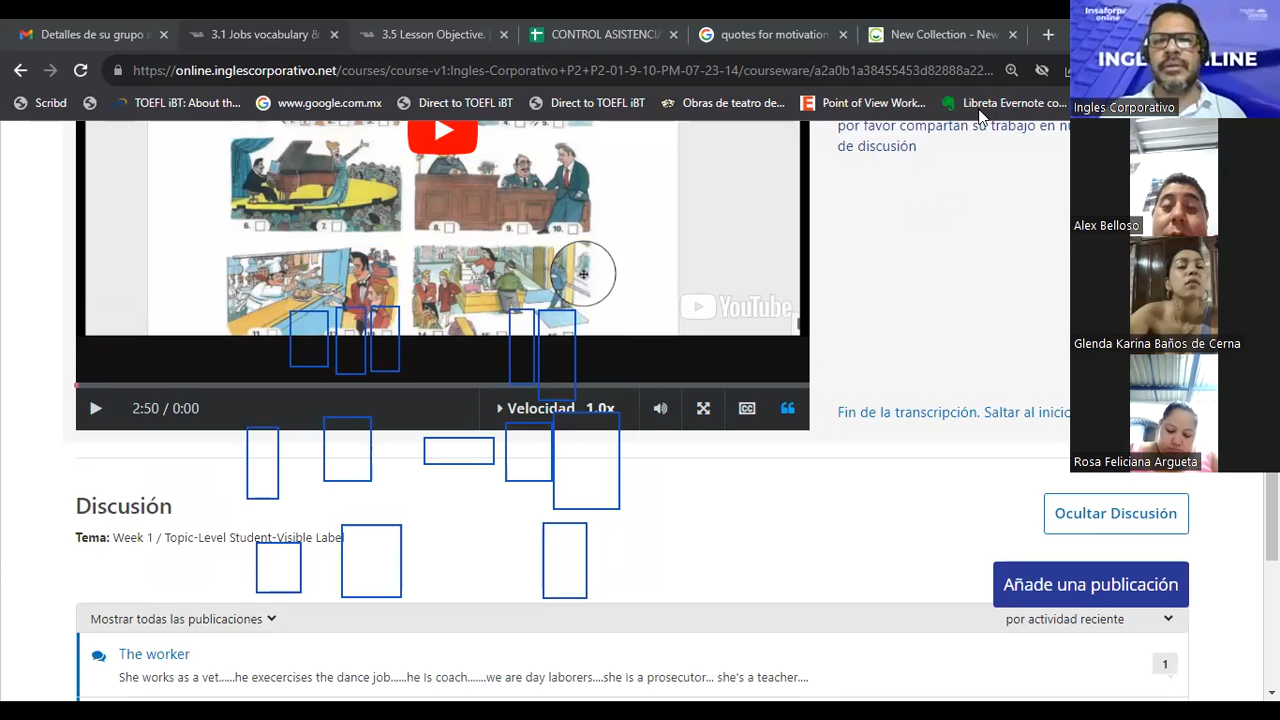 Detalles de su grupo
3.1 Jobs vocabulary &
3.5 Lesson Objective.
CONTROL ASISTENCI
quotes for motivation
New Collection - New
https://online.inglescorporativo.net/courses/course-v1:Ingles-Corporativo+P2+P2-01-9-10-PM-07-23-14/courseware/a2a0b1a38455453d82888a22...
Scribd
TOEFL iBT: About th...
www.google.com.mx
Direct to TOEFL iBT
Direct to TOEFL iBT
Obras de teatro de...
Point of View Work...
Libreta Evernote co...
Insaforp
online
Ingles Corporativo
por favor compartan su trabajo en
de discusión
6.
7.
8.
9.
10.
YouTube
2:50 / 0:00
Velocidad 1.0x
CC
Fin de la transcripción. Saltar al inicio
Alex Belloso
Glenda Karina Baños de Cerna
Rosa Feliciana Argueta
Discusión
Ocultar Discusión
Tema: Week 1 / Topic-Level Student-Visible Label
Añade una publicación
Mostrar todas las publicaciones
por actividad reciente
The worker
1
She works as a vet......he execercises the dance job......he Is coach.......we are day laborers....she Is a prosecutor... she's a teacher....